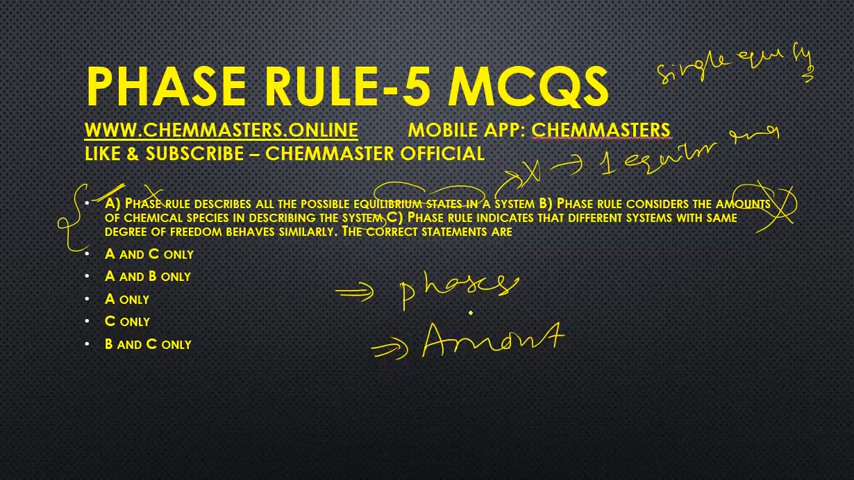 single equ
PHASE RULE-5 MCQS
WWW.CHEMMASTERS.ONLINE MOBILE APP: CHEMMASTERS
LIKE & SUBSCRIBE – CHEMMASTER OFFICIAL
X → 1
A) PHASE RULE DESCRIBES ALL THE POSSIBLE EQUILIBRIUM STATES IN A SYSTEM B) PHASE RULE CONSIDERS THE AMOUNTS
OF CHEMICAL SPECIES IN DESCRIBING THE SYSTEM C) PHASE RULE INDICATES THAT DIFFERENT SYSTEMS WITH SAME
DEGREE OF FREEDOM BEHAVES SIMILARLY. THE CORRECT STATEMENTS ARE
A AND C ONLY
A AND B ONLY
⇒ phases
A ONLY
C ONLY
⇒ Amount
B AND C ONLY